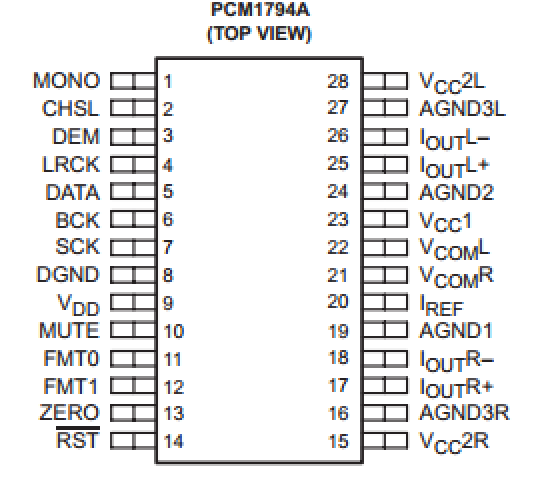 PCM1794A
(TOP VIEW)
MONO 1 28 VCC2L
CHSL 2 27 AGND3L
DEM 3 26 IOUTL–
LRCK 4 25 IOUTL+
DATA 5 24 AGND2
BCK 6 23 VCC1
SCK 7 22 VCOML
DGND 8 21 VCOMR
VDD 9 20 IREF
MUTE 10 19 AGND1
FMT0 11 18 IOUTR–
FMT1 12 17 IOUTR+
ZERO 13 16 AGND3R
RST 14 15 VCC2R